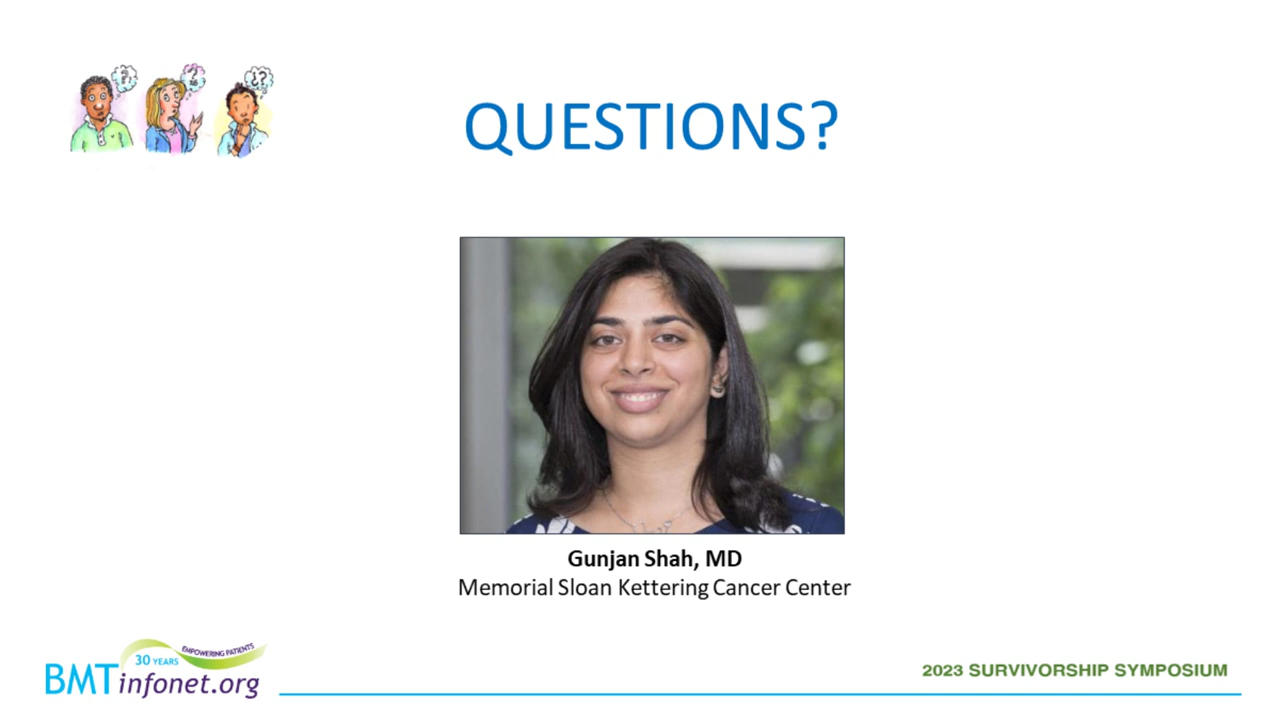 QUESTIONS?
Gunjan Shah, MD
Memorial Sloan Kettering Cancer Center
30 YEARS
EMPOWERING PATIENTS
BMTinfonet.org
2023 SURVIVORSHIP SYMPOSIUM